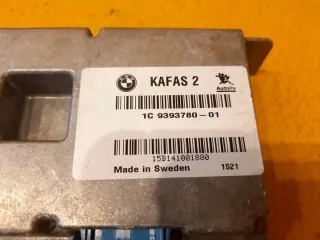 KAFAS 2
Autoliv
1C 9393780-01
15B141001880
Made in Sweden 1521